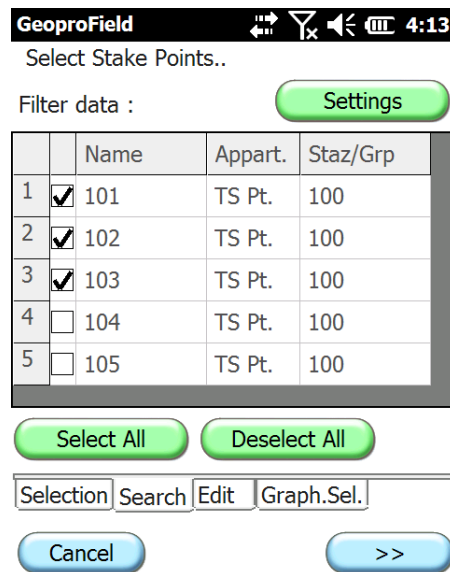 GeoproField 4:13
Select Stake Points..
Filter data : Settings
Name Appart. Staz/Grp
1 101 TS Pt. 100
2 102 TS Pt. 100
3 103 TS Pt. 100
4 104 TS Pt. 100
5 105 TS Pt. 100
Select All Deselect All
Selection Search Edit Graph.Sel.
Cancel >>